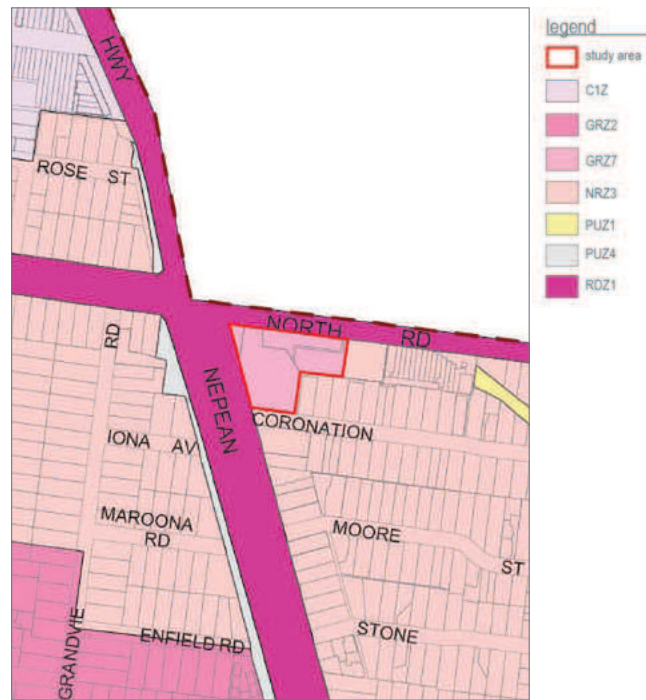 HWY
ROSE ST
NORTH RD
RD
NEPEAN
CORONATION
IONA AV
MAROONA
RD
MOORE
ST
STONE
ENFIELD RD
GRANDVIE
legend
study area
C1Z
GRZ2
GRZ7
NRZ3
PUZ1
PUZ4
RDZ1